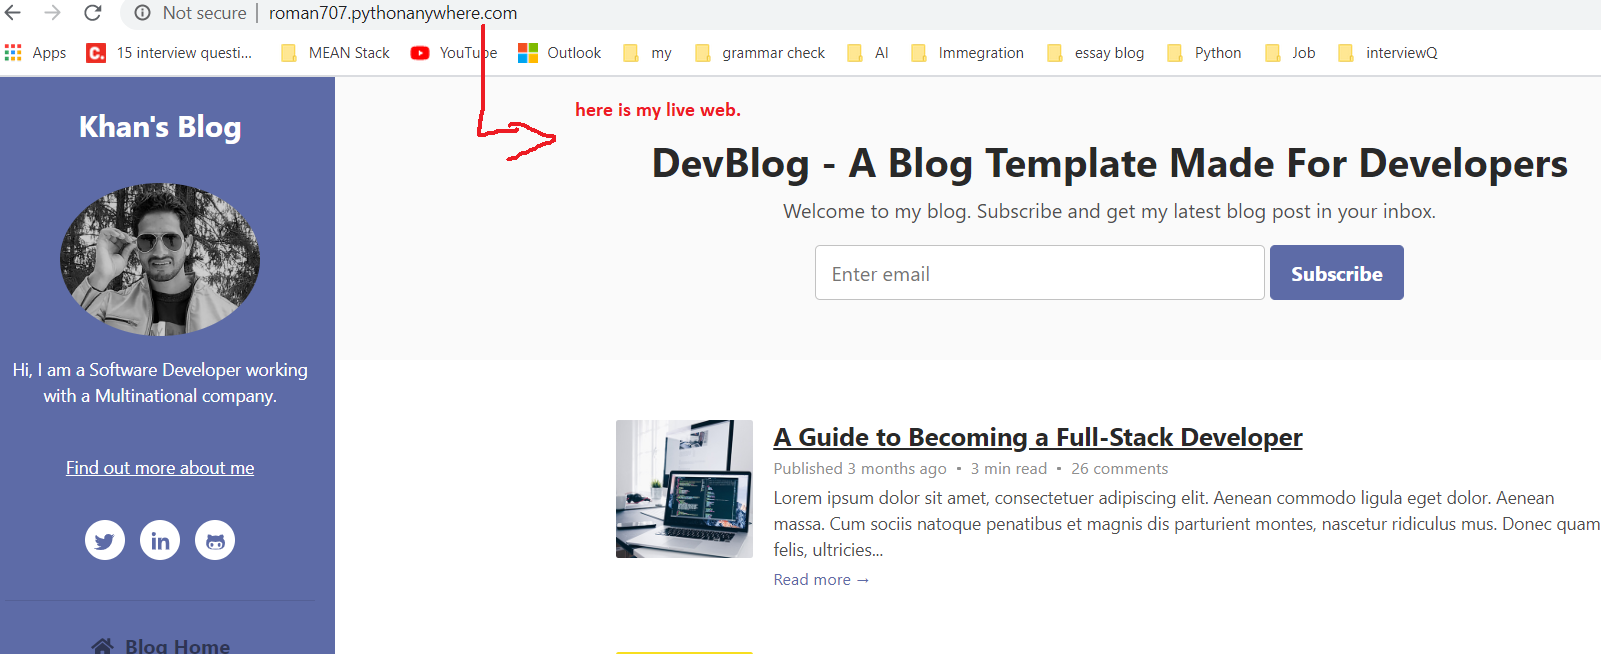 Not secure | roman707.pythonanywhere.com
Apps 15 interview questi... MEAN Stack YouTube Outlook my grammar check AI Immegration essay blog Python Job interviewQ
here is my live web.
Khan's Blog
DevBlog - A Blog Template Made For Developers
Welcome to my blog. Subscribe and get my latest blog post in your inbox.
Enter email Subscribe
Hi, I am a Software Developer working
with a Multinational company.
Find out more about me
Blog Home
A Guide to Becoming a Full-Stack Developer
Published 3 months ago • 3 min read • 26 comments
Lorem ipsum dolor sit amet, consectetuer adipiscing elit. Aenean commodo ligula eget dolor. Aenean
massa. Cum sociis natoque penatibus et magnis dis parturient montes, nascetur ridiculus mus. Donec quam
felis, ultricies...
Read more →